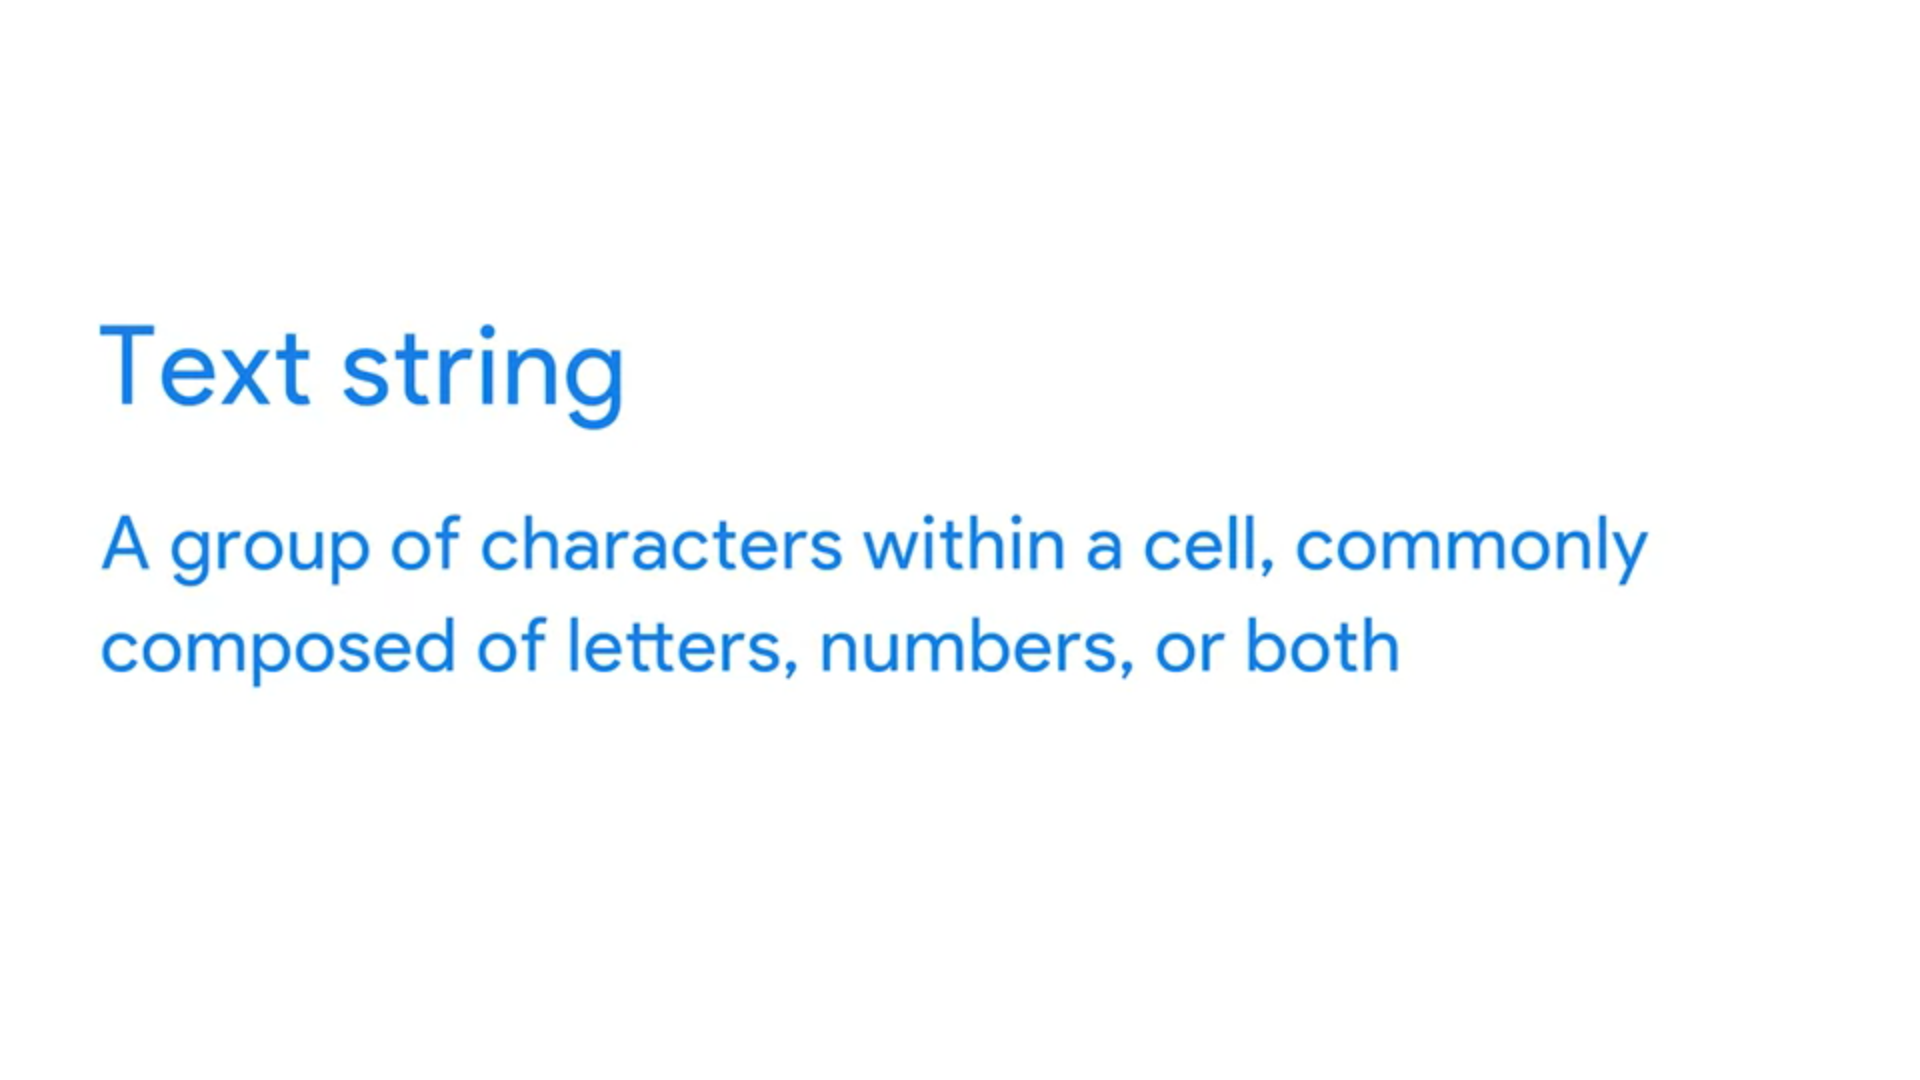 Text string
A group of characters within a cell, commonly
composed of letters, numbers, or both